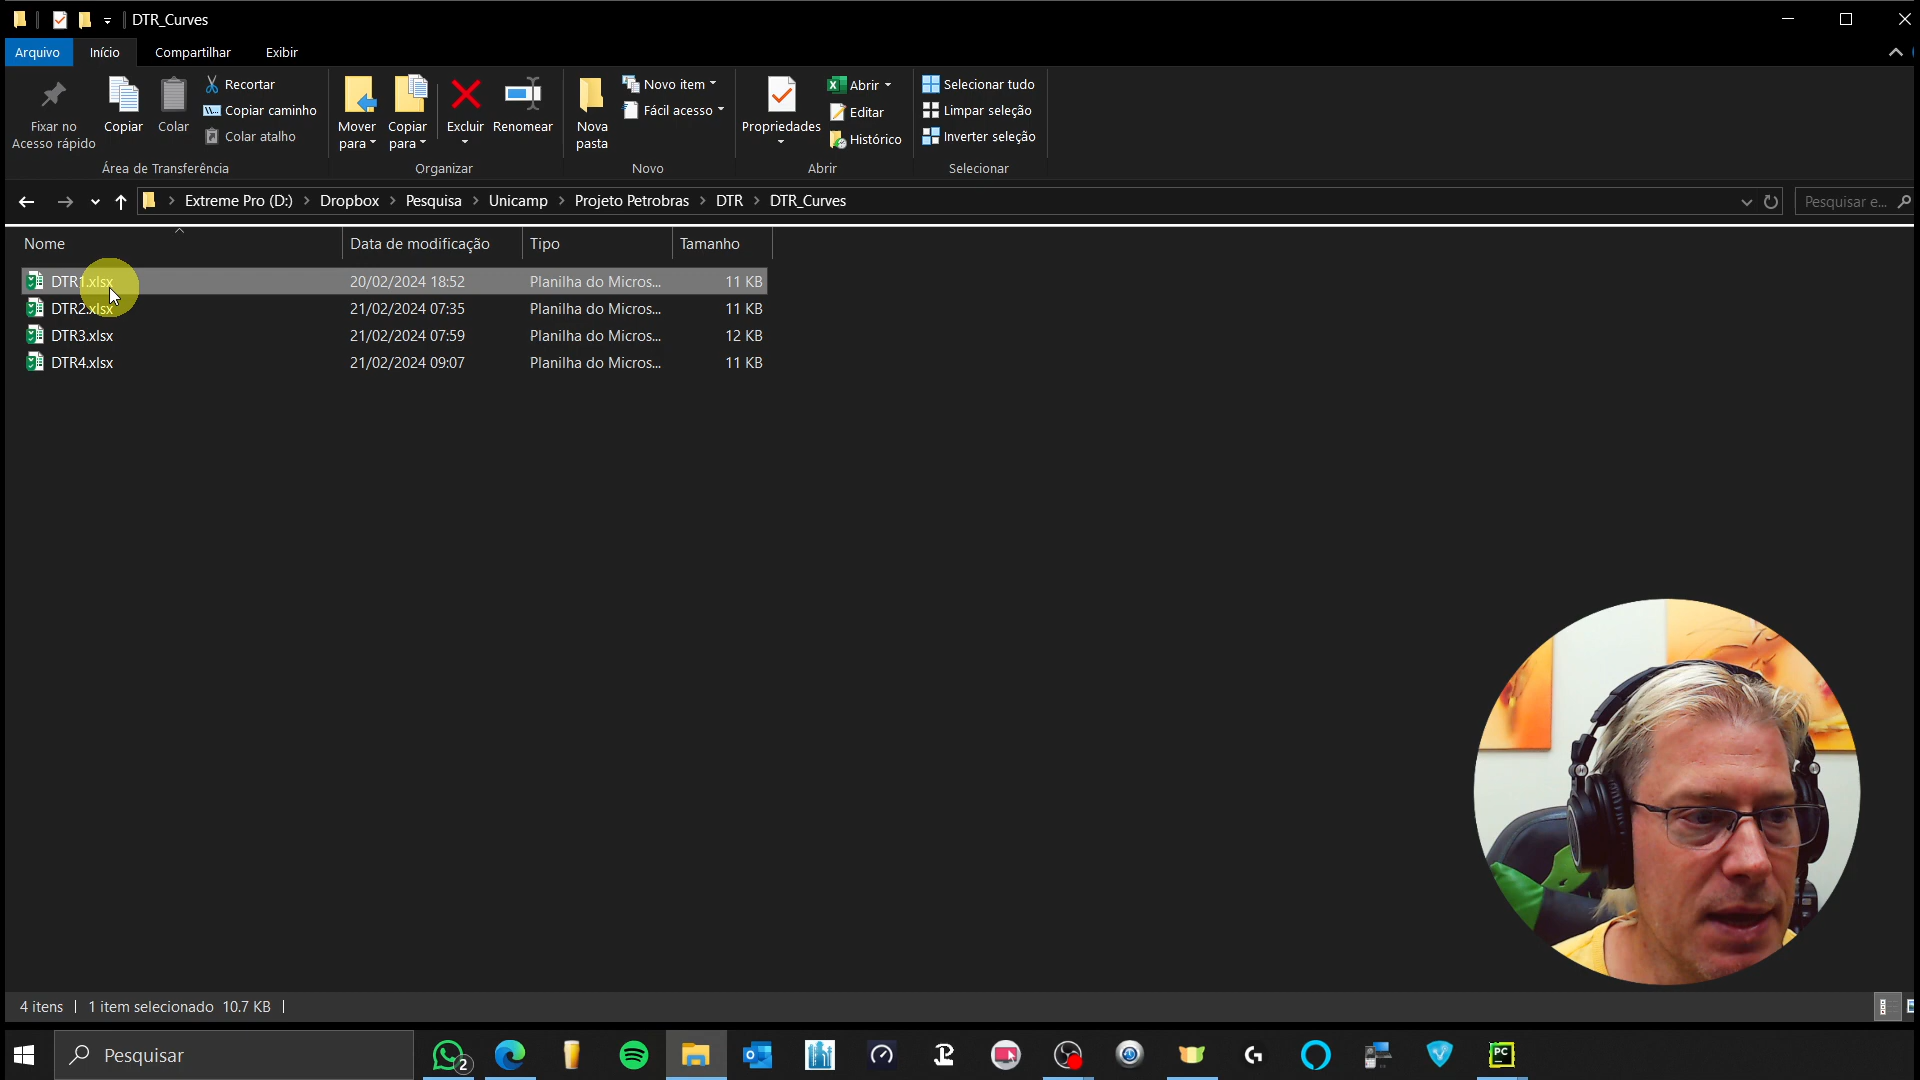 DTR_Curves
Arquivo Início Compartilhar Exibir
Fixar no
Acesso rápido
Copiar
Colar
Recortar
Copiar caminho
Colar atalho
Área de Transferência
Mover
para
Copiar
para
Excluir
Renomear
Organizar
Nova
pasta
Novo item
Fácil acesso
Novo
Propriedades
Abrir
Editar
Histórico
Abrir
Selecionar tudo
Limpar seleção
Inverter seleção
Selecionar
Extreme Pro (D:) > Dropbox > Pesquisa > Unicamp > Projeto Petrobras > DTR > DTR_Curves
Pesquisar e...
Nome Data de modificação Tipo Tamanho
DTR1.xlsx 20/02/2024 18:52 Planilha do Micros... 11 KB
DTR2.xlsx 21/02/2024 07:35 Planilha do Micros... 11 KB
DTR3.xlsx 21/02/2024 07:59 Planilha do Micros... 12 KB
DTR4.xlsx 21/02/2024 09:07 Planilha do Micros... 11 KB
4 itens 1 item selecionado 10.7 KB
Pesquisar
2
PC